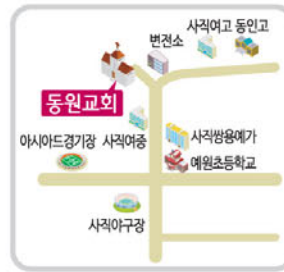 사직여고 동인고
변전소
동원교회
아시아드경기장 사직여중 사직쌍용예가
예원초등학교
사직야구장